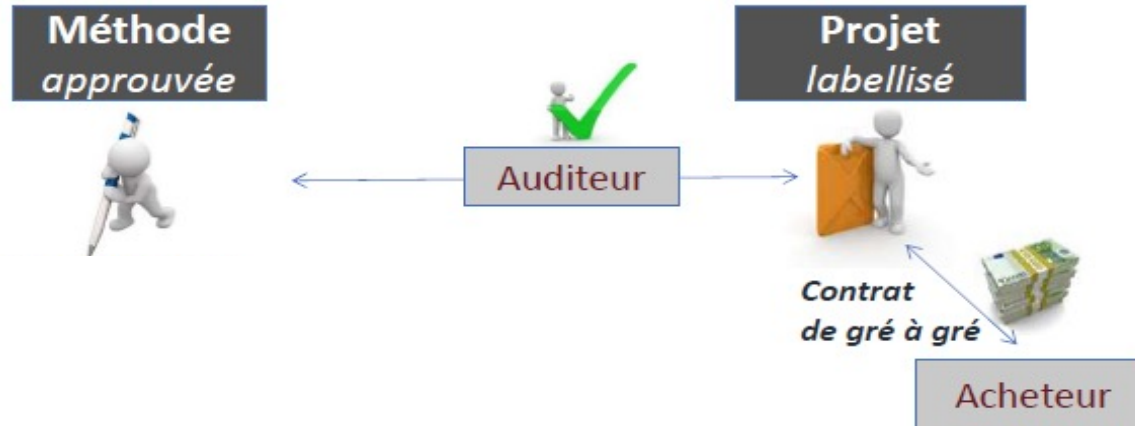 Méthode
approuvée
Projet
labellisé
Auditeur
Contrat
de gré à gré
Acheteur